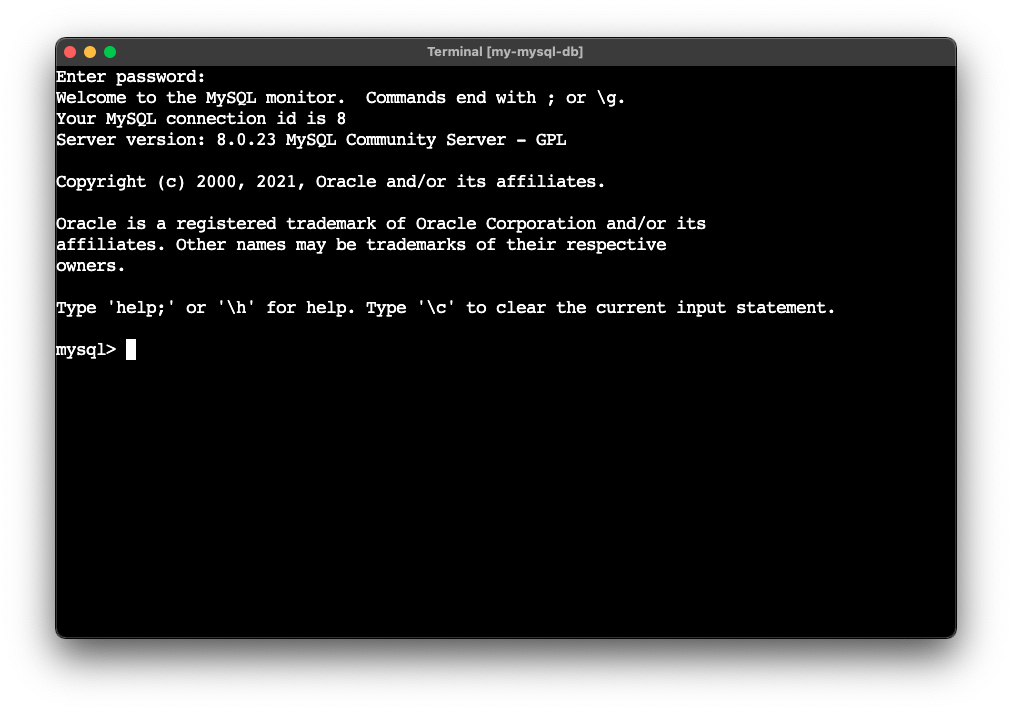 Terminal [my-mysql-db]
Enter password:
Welcome to the MySQL monitor.  Commands end with ; or \g.
Your MySQL connection id is 8
Server version: 8.0.23 MySQL Community Server - GPL
Copyright (c) 2000, 2021, Oracle and/or its affiliates.
Oracle is a registered trademark of Oracle Corporation and/or its
affiliates. Other names may be trademarks of their respective
owners.
Type 'help;' or '\h' for help. Type '\c' to clear the current input statement.
mysql>